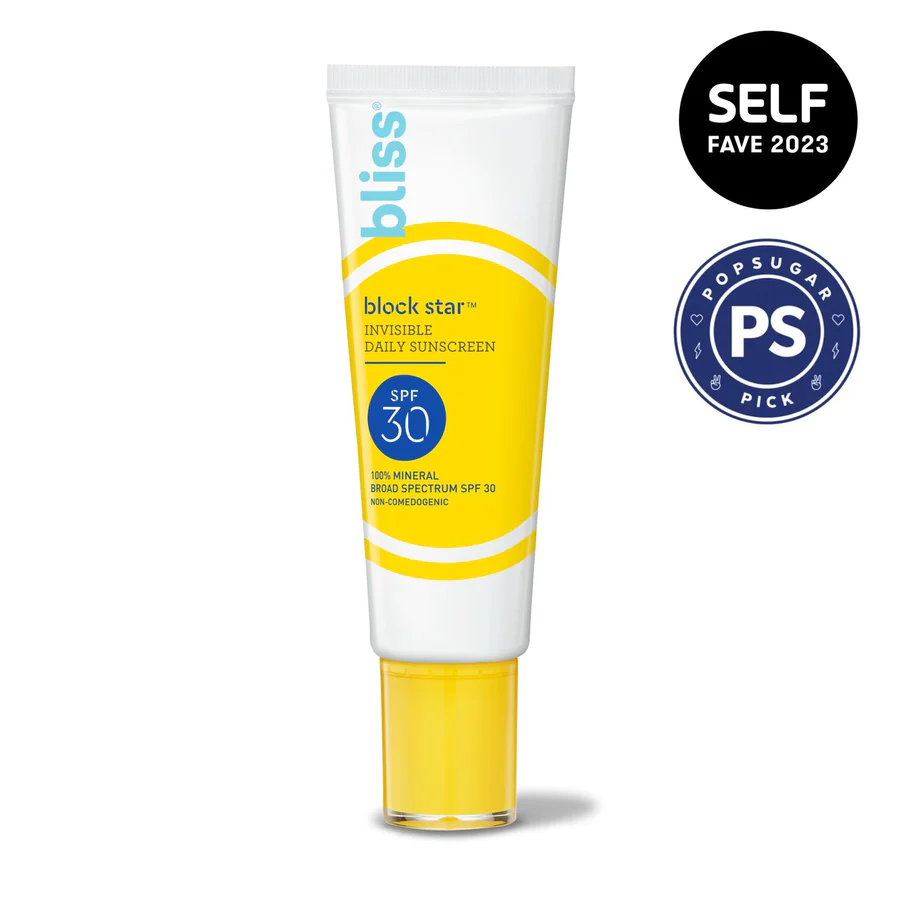 bliss®
block star™
INVISIBLE
DAILY SUNSCREEN
SPF
30
100% MINERAL
BROAD SPECTRUM SPF 30
NON-COMEDOGENIC
SELF
FAVE 2023
POPSUGAR
PS
PICK